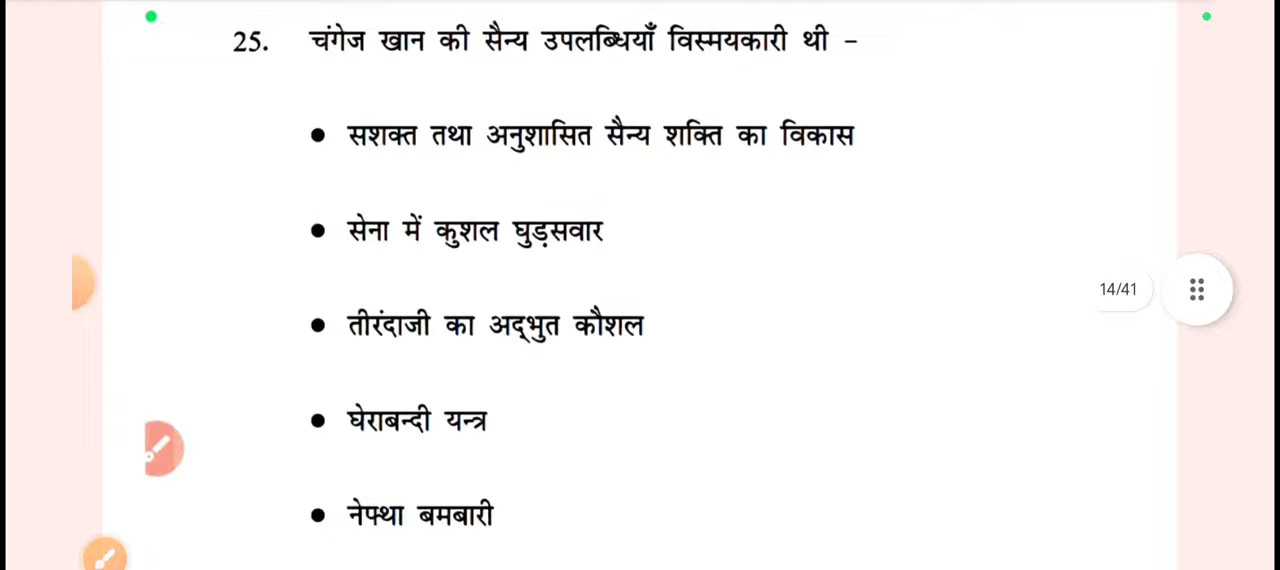 25. चंगेज खान की सैन्य उपलब्धियाँ विस्मयकारी थी –
● सशक्त तथा अनुशासित सैन्य शक्ति का विकास
● सेना में कुशल घुड़सवार
● तीरंदाजी का अद्भुत कौशल
14/41
● घेराबन्दी यन्त्र
● नेफ्था बमबारी